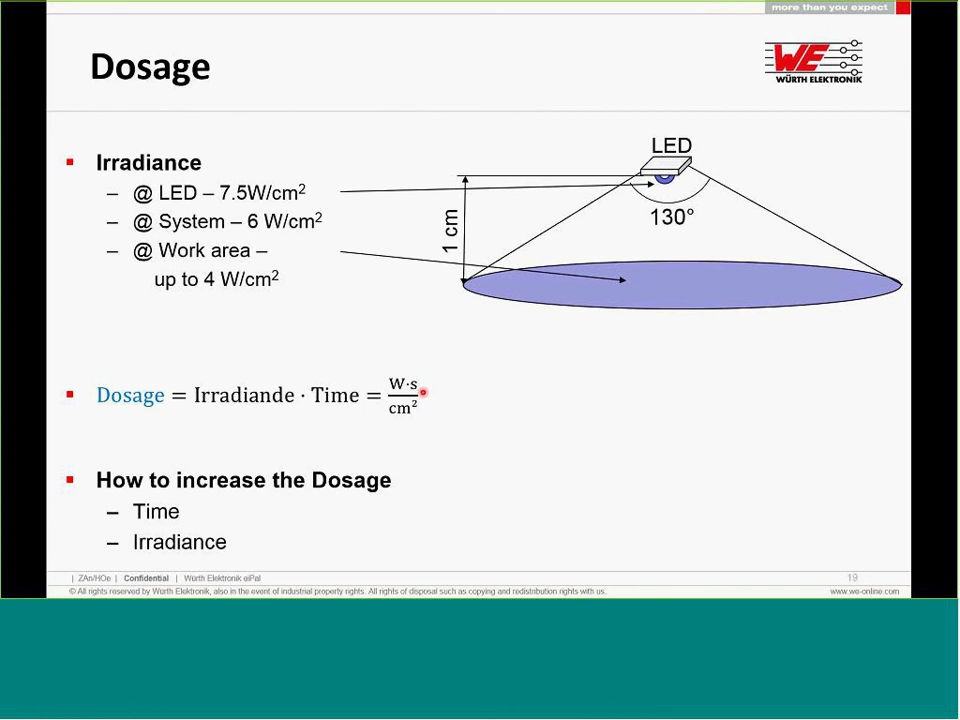 more than you expect
Dosage
WE
WÜRTH ELEKTRONIK
▪ Irradiance
– @ LED – 7.5W/cm²
– @ System – 6 W/cm²
– @ Work area –
up to 4 W/cm²
LED
130°
1 cm
▪ Dosage = Irradiande · Time = W·s/cm²
▪ How to increase the Dosage
– Time
– Irradiance
| ZAn/HOe | Confidential | Würth Elektronik eiPal 19
© All rights reserved by Würth Elektronik, also in the event of industrial property rights. All rights of disposal such as copying and redistribution rights with us. www.we-online.com